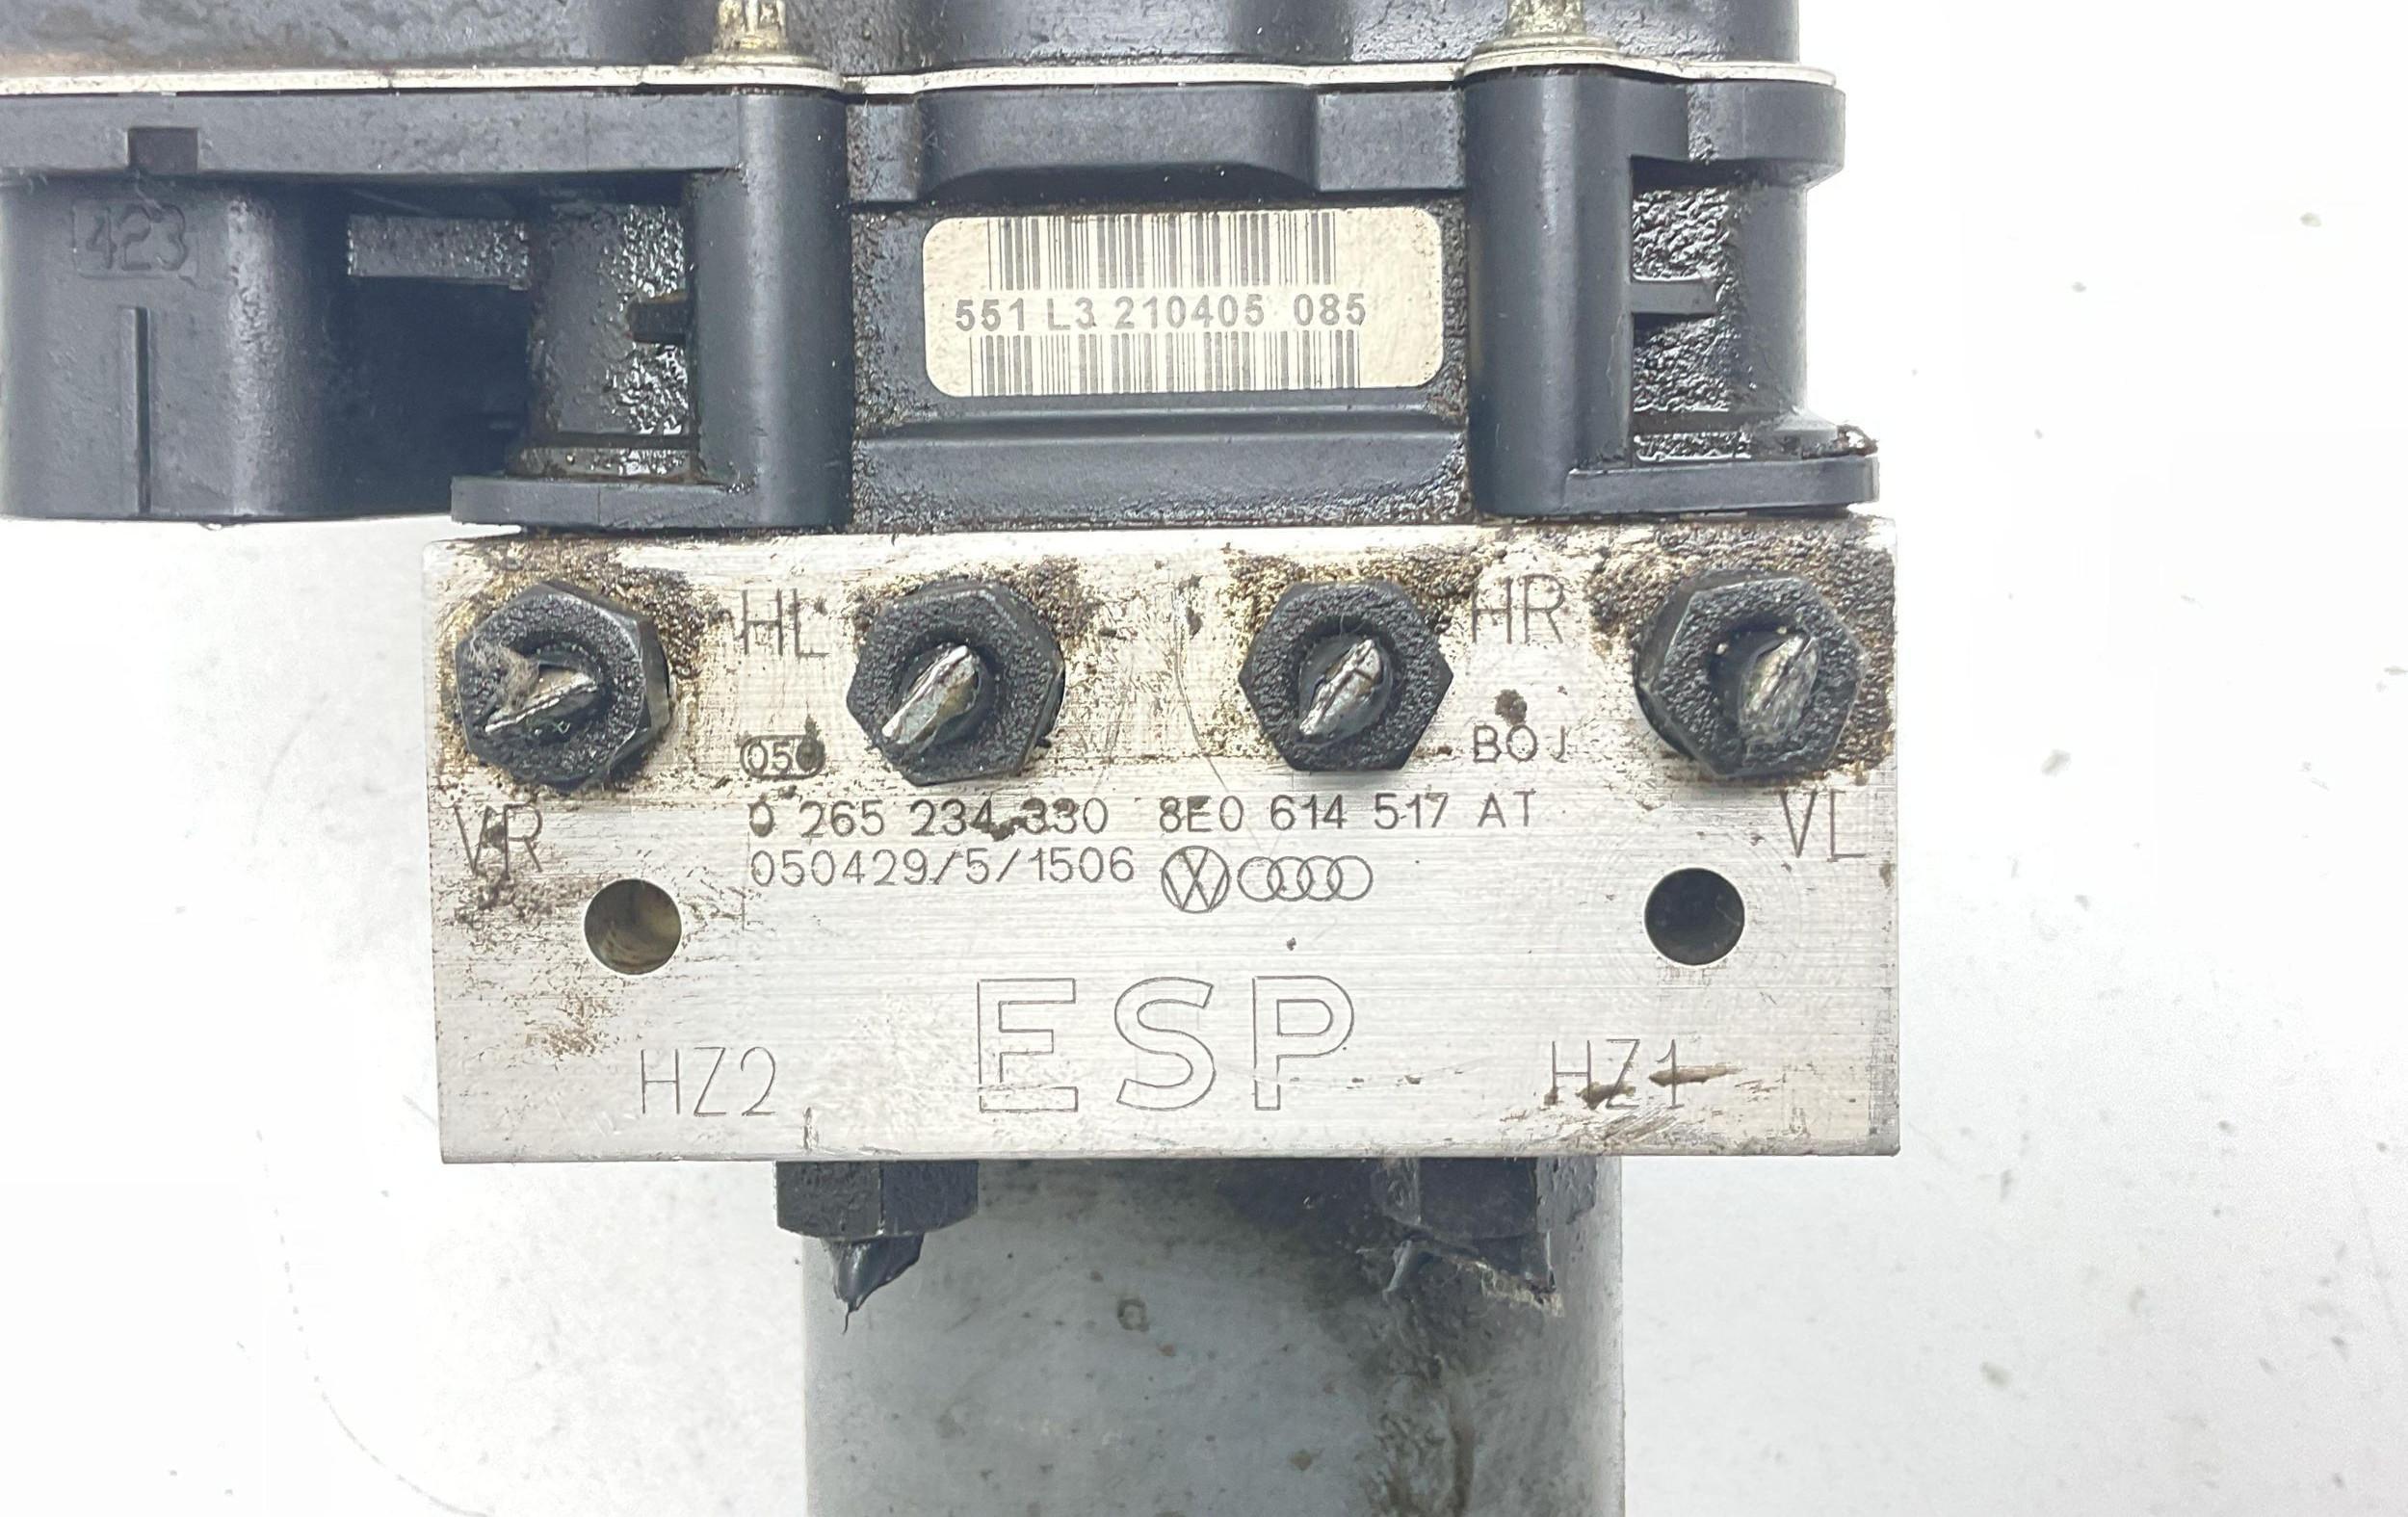 423
551 L3 210405 085
HL
HR
050
BOJ
VR
0 265 234 330 8E0 614 517 AT
VL
050429/5/1506
ESP
HZ2
HZ1